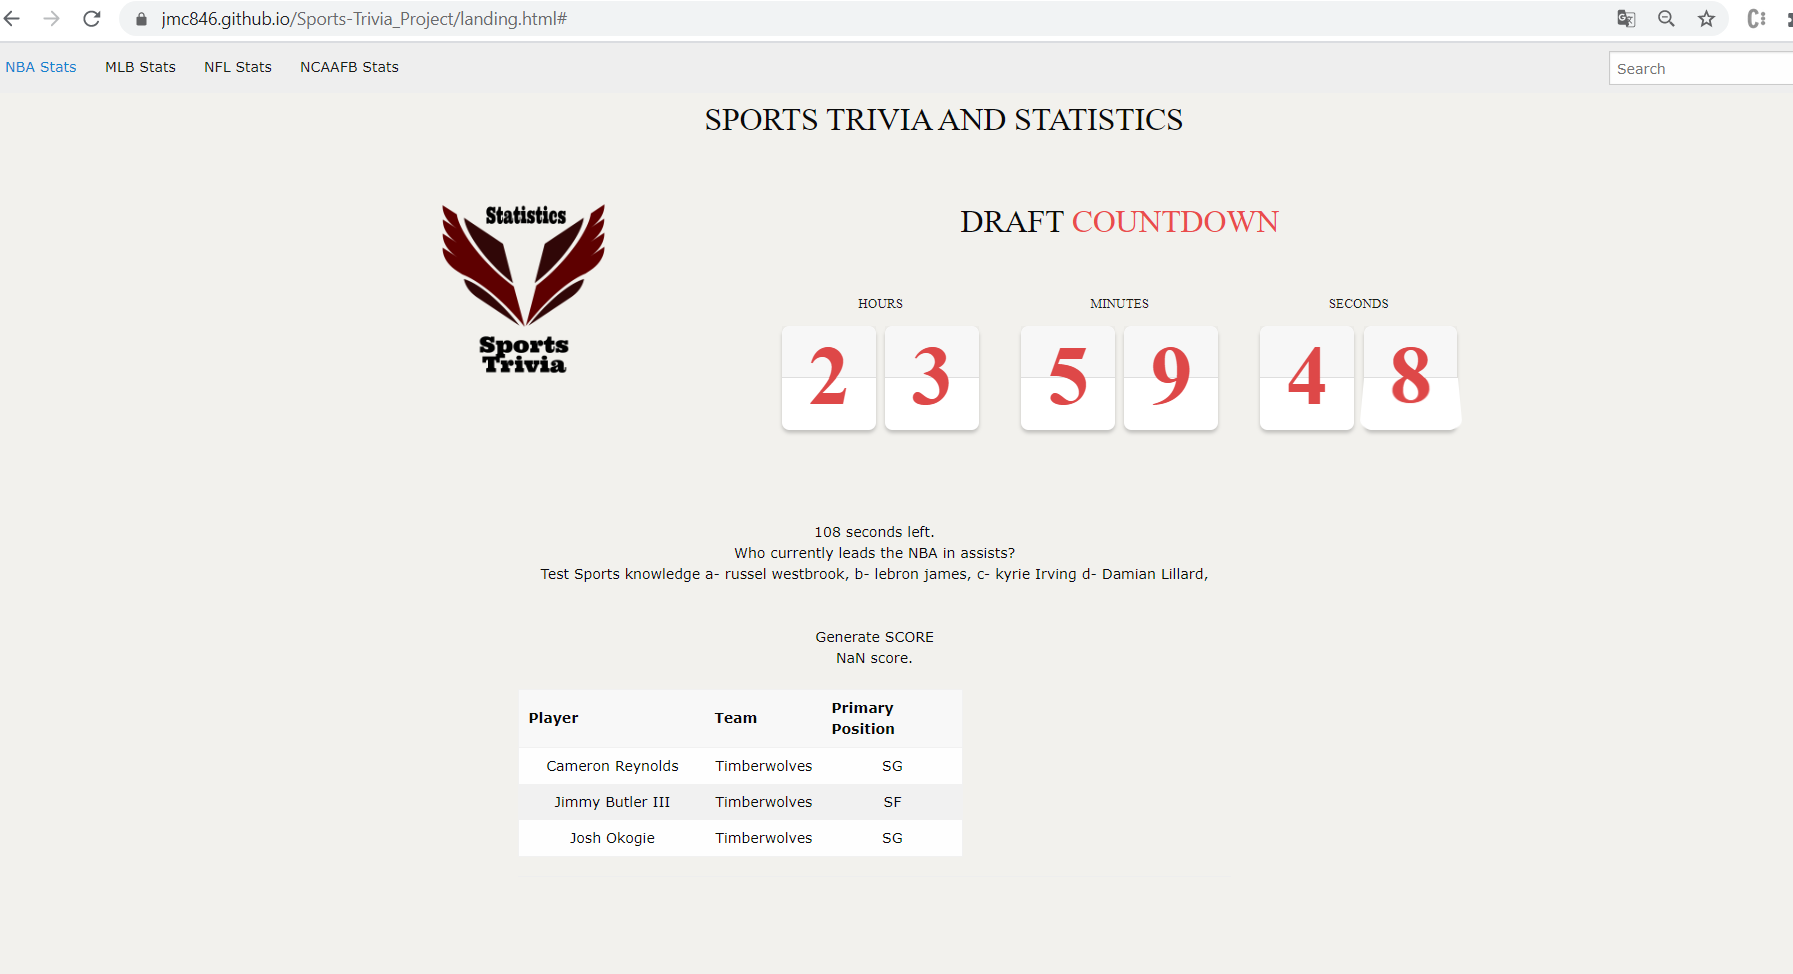 jmc846.github.io/Sports-Trivia_Project/landing.html#
NBA Stats MLB Stats NFL Stats NCAAFB Stats Search
SPORTS TRIVIA AND STATISTICS
Statistics
Sports
Trivia
DRAFT COUNTDOWN
HOURS MINUTES SECONDS
2 3 5 9 4 8
108 seconds left.
Who currently leads the NBA in assists?
Test Sports knowledge a- russel westbrook, b- lebron james, c- kyrie Irving d- Damian Lillard,
Generate SCORE
NaN score.
Player Team Primary Position
Cameron Reynolds Timberwolves SG
Jimmy Butler III Timberwolves SF
Josh Okogie Timberwolves SG